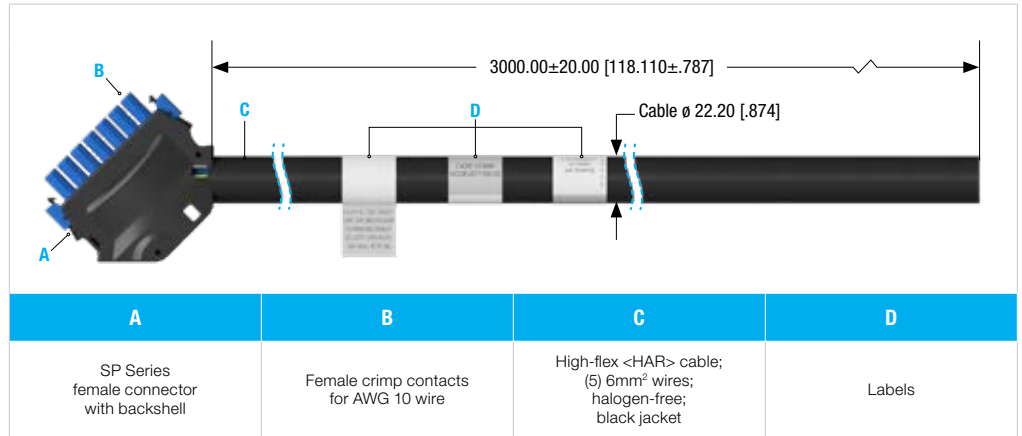 3000.00±20.00 [118.110±.787]
B
C
D
Cable ø 22.20 [.874]
A
A
B
C
D
SP Series
female connector
with backshell
Female crimp contacts
for AWG 10 wire
High-flex <HAR> cable;
(5) 6mm² wires;
halogen-free;
black jacket
Labels